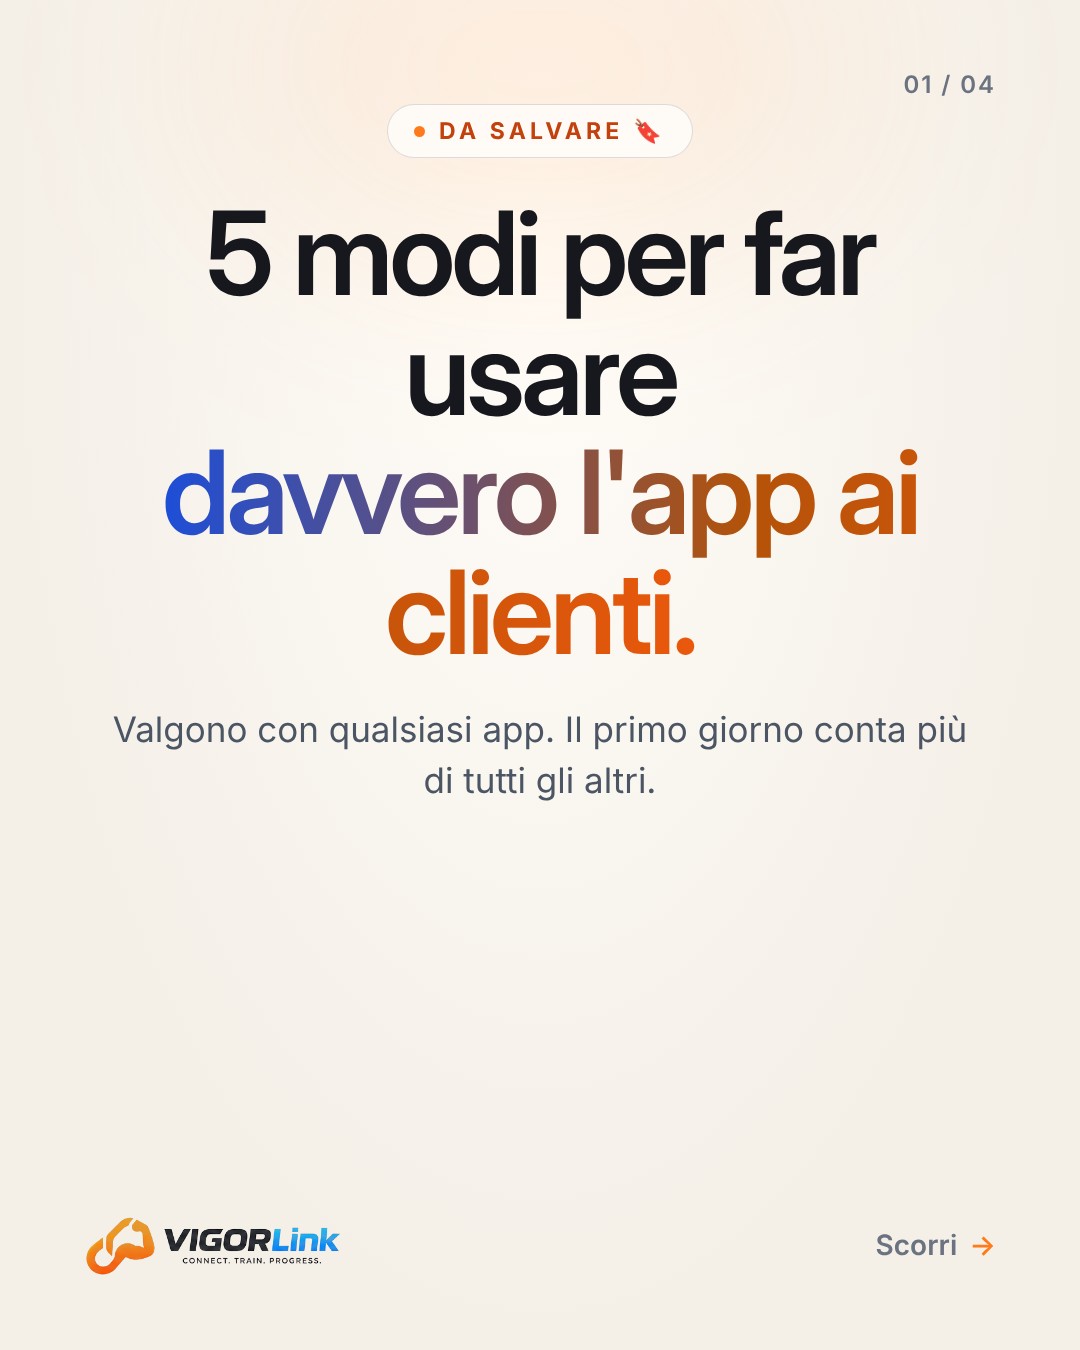 01 / 04
DA SALVARE 🔖
5 modi per far
usare
davvero l'app ai
clienti.
Valgono con qualsiasi app. Il primo giorno conta più
di tutti gli altri.
VIGORLink
CONNECT. TRAIN. PROGRESS.
Scorri →